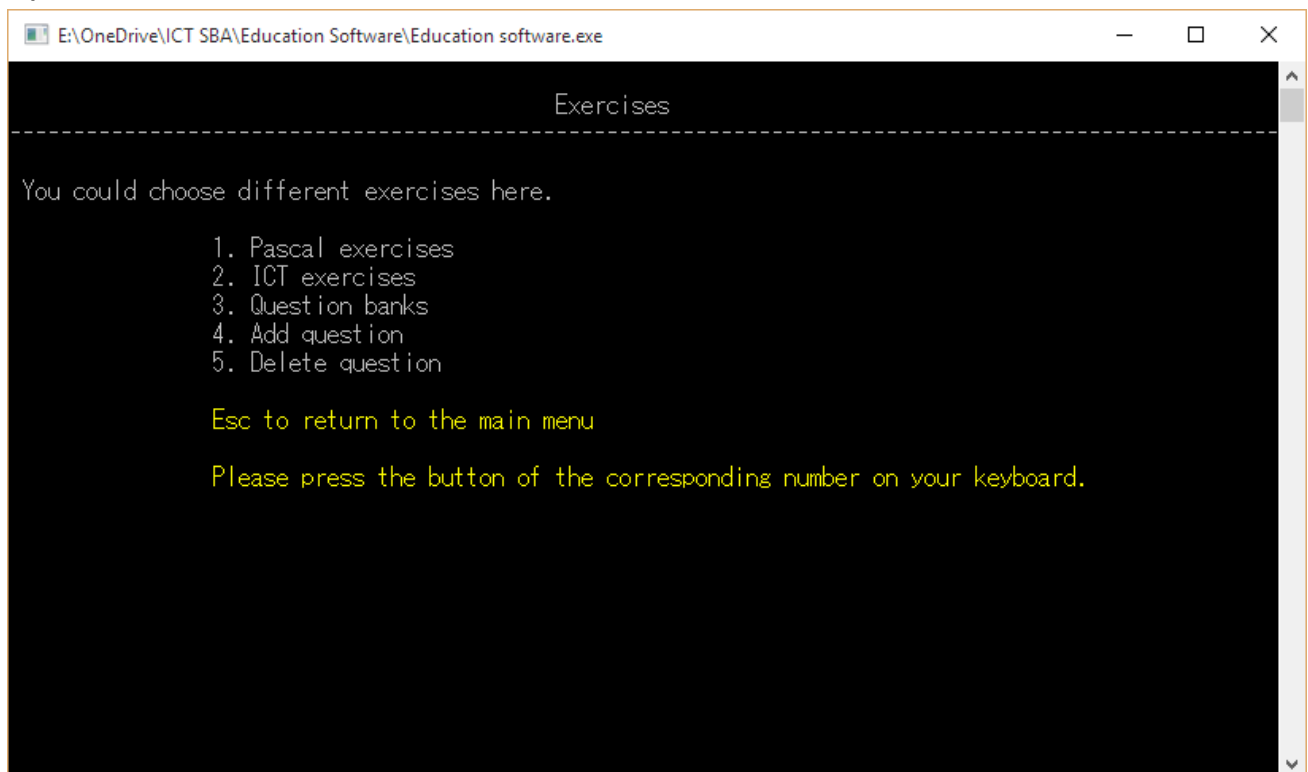 E:\OneDrive\ICT SBA\Education Software\Education software.exe
Exercises
You could choose different exercises here.
1. Pascal exercises
2. ICT exercises
3. Question banks
4. Add question
5. Delete question
Esc to return to the main menu
Please press the button of the corresponding number on your keyboard.